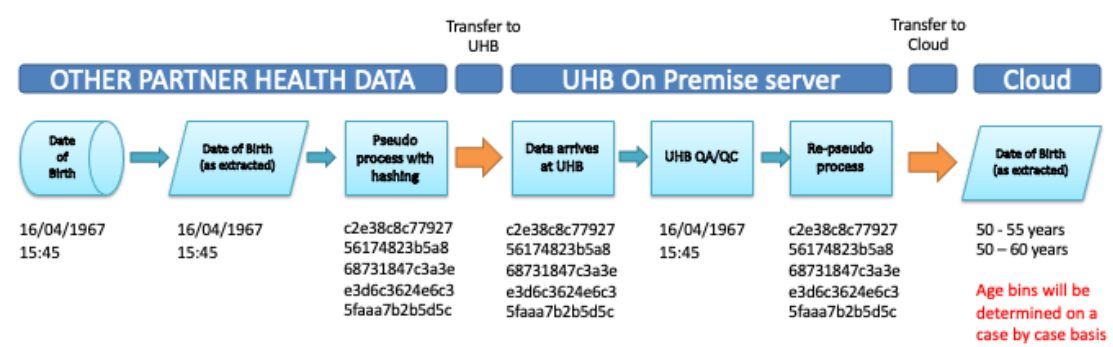 Transfer to
UHB
Transfer to
Cloud
OTHER PARTNER HEALTH DATA
UHB On Premise server
Cloud
Date
of
Birth
Date of Birth
(as extracted)
Pseudo
process with
hashing
Data arrives
at UHB
UHB QA/QC
Re-pseudo
process
Date of Birth
(as extracted)
16/04/1967
15:45
16/04/1967
15:45
c2e38c8c77927
56174823b5a8
68731847c3a3e
e3d6c3624e6c3
5faaa7b2b5d5c
c2e38c8c77927
56174823b5a8
68731847c3a3e
e3d6c3624e6c3
5faaa7b2b5d5c
16/04/1967
15:45
c2e38c8c77927
56174823b5a8
68731847c3a3e
e3d6c3624e6c3
5faaa7b2b5d5c
50 - 55 years
50 – 60 years
Age bins will be
determined on a
case by case basis